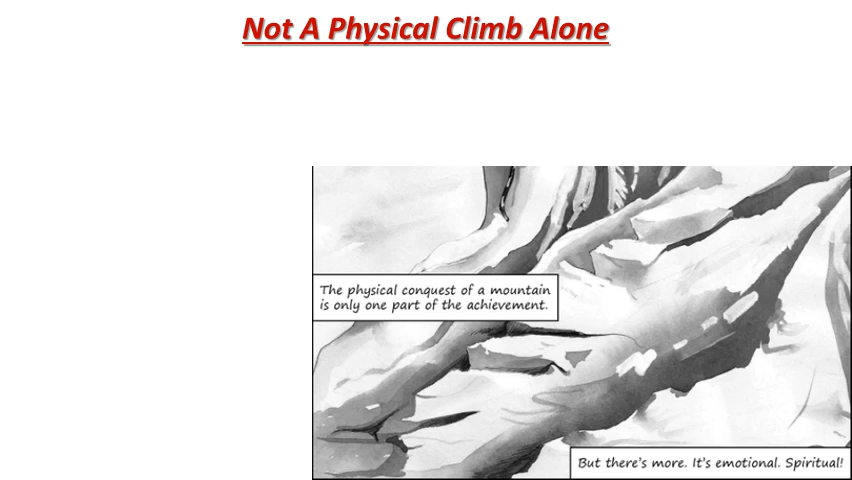 Not A Physical Climb Alone
The physical conquest of a mountain
is only one part of the achievement.
But there's more. It's emotional. Spiritual!